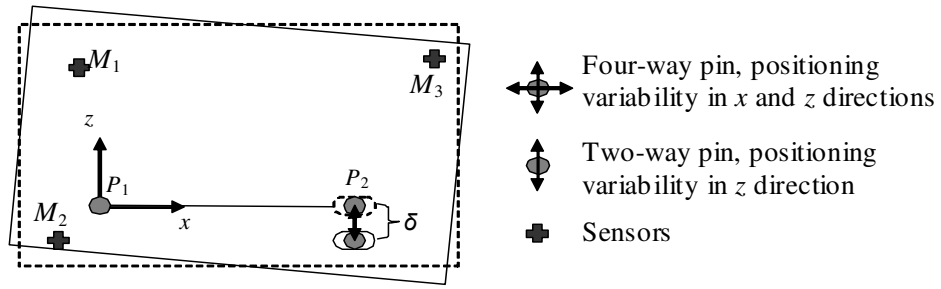 M1
M3
z
P1
P2
M2
x
δ
Four-way pin, positioning
variability in x and z directions
Two-way pin, positioning
variability in z direction
Sensors